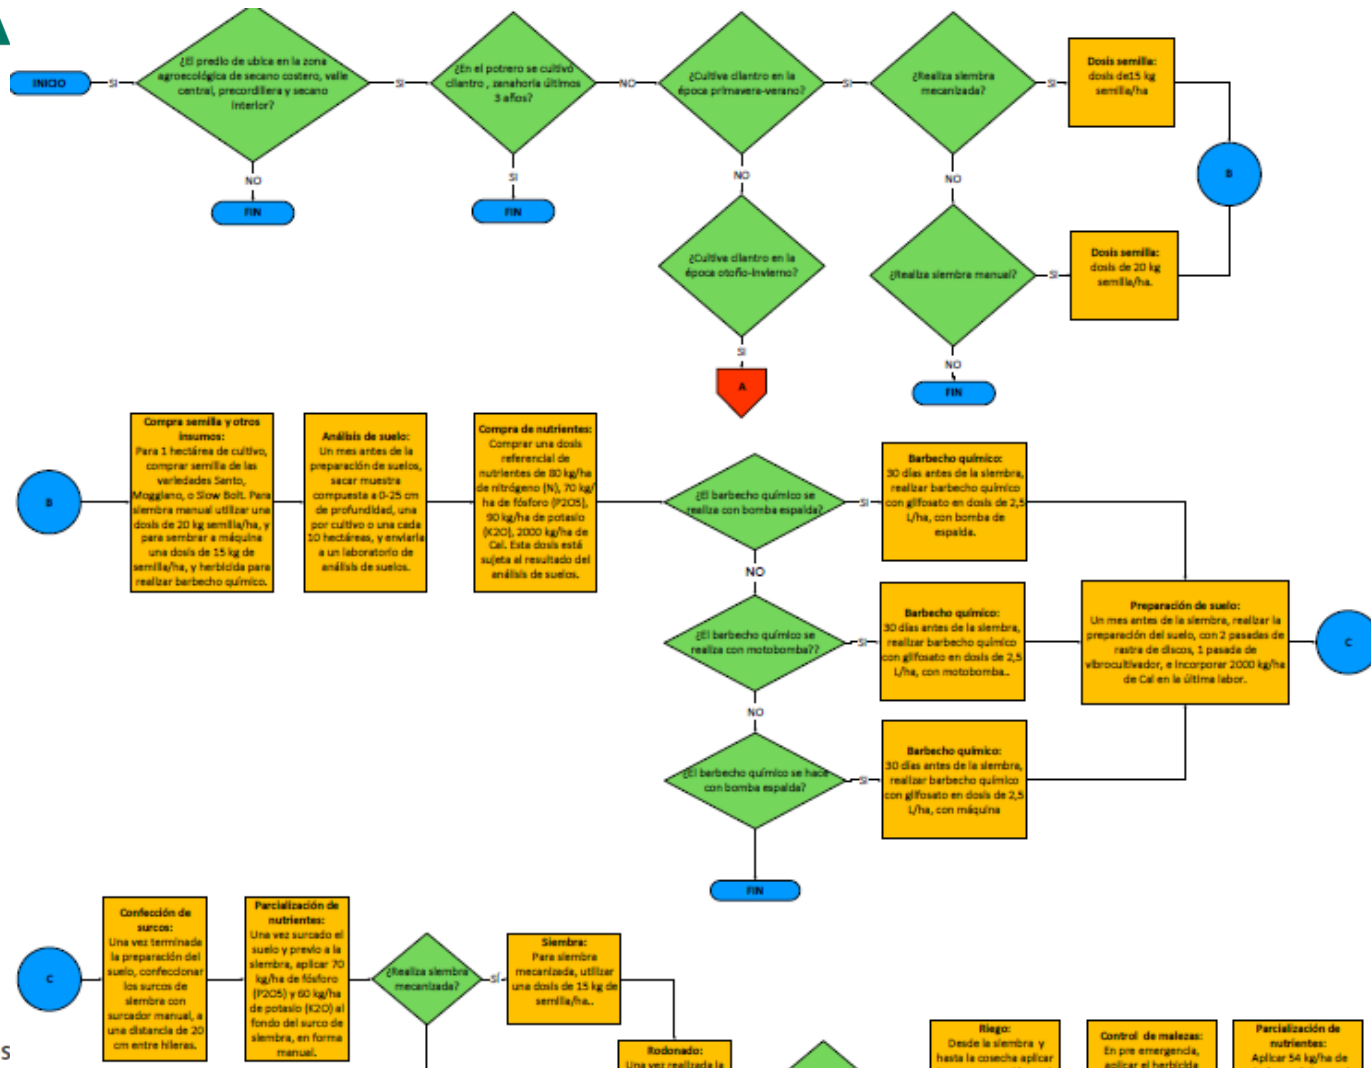 INICIO
SI
¿El predio de ubica en la zona
agroecológica de secano costero, valle
central, precordillera y secano
interior?
NO
FIN
SI
¿En el potrero se cultivó
cilantro , zanahoria últimos
3 años?
SI
FIN
NO
¿Cultiva cilantro en la
época primavera-verano?
NO
¿Cultiva cilantro en la
época otoño-invierno?
SI
A
SI
¿Realiza siembra
mecanizada?
NO
¿Realiza siembra manual?
NO
FIN
SI
Dosis semilla:
dosis de15 kg
semilla/ha
SI
Dosis semilla:
dosis de 20 kg
semilla/ha.
B
B
Compra semilla y otros
insumos:
Para 1 hectárea de cultivo,
comprar semilla de las
variedades Santo,
Moggiano, o Slow Bolt. Para
siembra manual utilizar una
dosis de 20 kg semilla/ha, y
para sembrar a máquina
una dosis de 15 kg de
semilla/ha, y herbicida para
realizar barbecho químico.
Análisis de suelo:
Un mes antes de la
preparación de suelos,
sacar muestra
compuesta a 0-25 cm
de profundidad, una
por cultivo o una cada
10 hectáreas, y enviarla
a un laboratorio de
análisis de suelos.
Compra de nutrientes:
Comprar una dosis
referencial de
nutrientes de 80 kg/ha
de nitrógeno (N), 70 kg/
ha de fósforo (P2O5),
90 kg/ha de potasio
(K2O), 2000 kg/ha de
Cal. Esta dosis está
sujeta al resultado del
análisis de suelos.
¿El barbecho químico se
realiza con bomba espalda?
SI
Barbecho químico:
30 días antes de la siembra,
realizar barbecho químico
con glifosato en dosis de 2,5
L/ha, con bomba de
espalda.
NO
¿El barbecho químico se
realiza con motobomba??
SI
Barbecho químico:
30 días antes de la siembra,
realizar barbecho químico
con glifosato en dosis de 2,5
L/ha, con motobomba..
NO
¿El barbecho químico se hace
con bomba espalda?
SI
Barbecho químico:
30 días antes de la siembra,
realizar barbecho químico
con glifosato en dosis de 2,5
L/ha, con máquina
FIN
Preparación de suelo:
Un mes antes de la siembra, realizar la
preparación del suelo, con 2 pasadas de
rastra de discos, 1 pasada de
vibrocultivador, e incorporar 2000 kg/ha
de Cal en la última labor.
C
C
Confección de
surcos:
Una vez terminada
la preparación del
suelo, confeccionar
los surcos de
siembra con
surcador manual, a
una distancia de 20
cm entre hileras.
Parcialización de
nutrientes:
Una vez surcado el
suelo y previo a la
siembra, aplicar 70
kg/ha de fósforo
(P2O5) y 60 kg/ha
de potasio (K2O) al
fondo del surco de
siembra, en forma
manual.
¿Realiza siembra
mecanizada?
SÍ
Siembra:
Para siembra
mecanizada, utilizar
una dosis de 15 kg de
semilla/ha..
Rodonado:
Una vez realizada la
Riego:
Desde la siembra y
hasta la cosecha aplicar
Control de malezas:
En pre emergencia,
aplicar el herbicida
Parcialización de
nutrientes:
Aplicar 54 kg/ha de
s